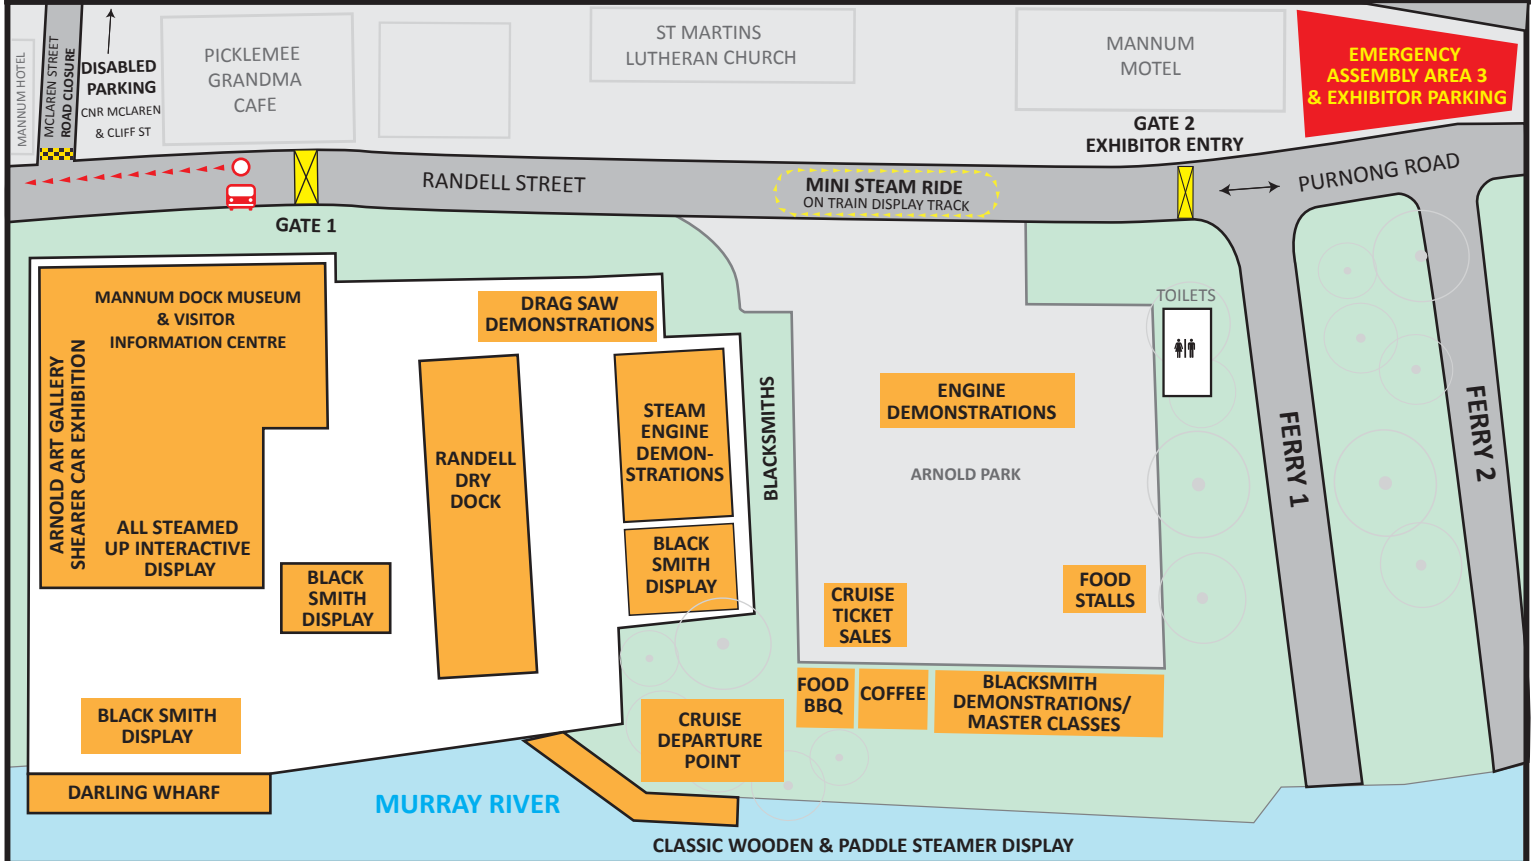 MANNUM HOTEL
MCLAREN STREET
ROAD CLOSURE
DISABLED
PARKING
CNR MCLAREN
& CLIFF ST
PICKLEMEE
GRANDMA
CAFE
ST MARTINS
LUTHERAN CHURCH
MANNUM
MOTEL
EMERGENCY
ASSEMBLY AREA 3
& EXHIBITOR PARKING
GATE 2
EXHIBITOR ENTRY
RANDELL STREET
MINI STEAM RIDE
ON TRAIN DISPLAY TRACK
PURNONG ROAD
GATE 1
MANNUM DOCK MUSEUM
& VISITOR
INFORMATION CENTRE
ARNOLD ART GALLERY
SHEARER CAR EXHIBITION
ALL STEAMED
UP INTERACTIVE
DISPLAY
DRAG SAW
DEMONSTRATIONS
RANDELL
DRY
DOCK
STEAM
ENGINE
DEMON-
STRATIONS
BLACK
SMITH
DISPLAY
BLACKSMITHS
ENGINE
DEMONSTRATIONS
ARNOLD PARK
TOILETS
FERRY 1
FERRY 2
BLACK
SMITH
DISPLAY
CRUISE
TICKET
SALES
FOOD
STALLS
BLACK SMITH
DISPLAY
CRUISE
DEPARTURE
POINT
FOOD
BBQ
COFFEE
BLACKSMITH
DEMONSTRATIONS/
MASTER CLASSES
DARLING WHARF
MURRAY RIVER
CLASSIC WOODEN & PADDLE STEAMER DISPLAY